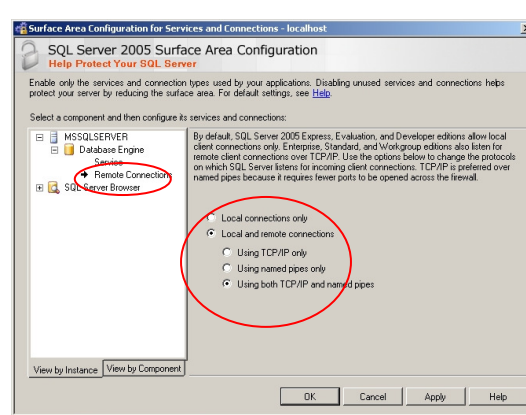 Surface Area Configuration for Services and Connections - localhost
SQL Server 2005 Surface Area Configuration
Help Protect Your SQL Server
Enable only the services and connection types used by your applications. Disabling unused services and connections helps
protect your server by reducing the surface area. For default settings, see Help.
Select a component and then configure its services and connections:
MSSQLSERVER
Database Engine
Service
Remote Connections
SQL Server Browser
View by Instance
View by Component
By default, SQL Server 2005 Express, Evaluation, and Developer editions allow local
client connections only. Enterprise, Standard, and Workgroup editions also listen for
remote client connections over TCP/IP. Use the options below to change the protocols
on which SQL Server listens for incoming client connections. TCP/IP is preferred over
named pipes because it requires fewer ports to be opened across the firewall.
Local connections only
Local and remote connections
Using TCP/IP only
Using named pipes only
Using both TCP/IP and named pipes
OK
Cancel
Apply
Help